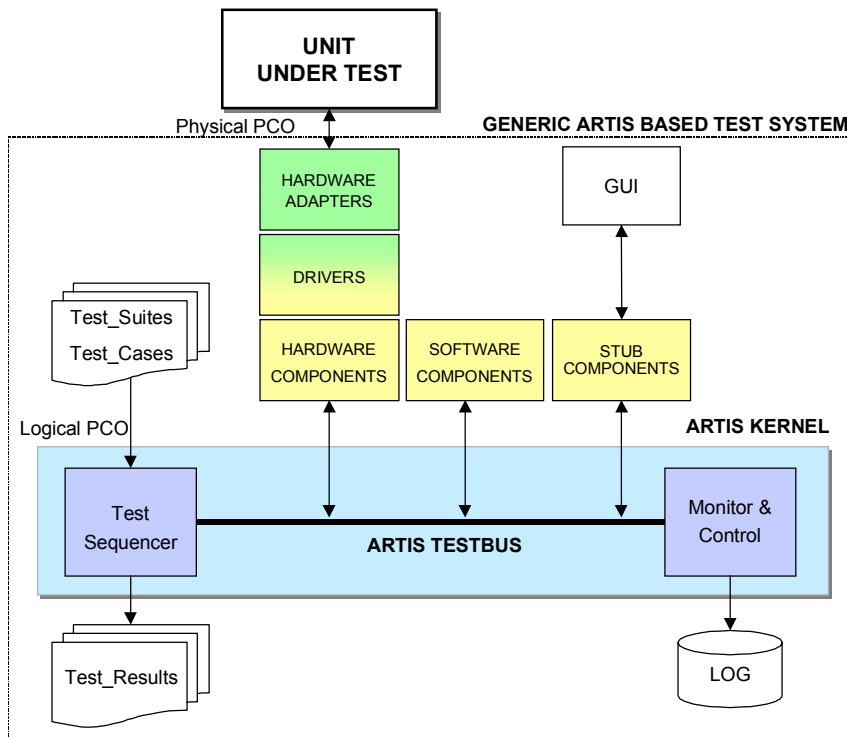 UNIT
UNDER TEST
Physical PCO
GENERIC ARTIS BASED TEST SYSTEM
HARDWARE
ADAPTERS
GUI
DRIVERS
Test_Suites
Test_Cases
HARDWARE
COMPONENTS
SOFTWARE
COMPONENTS
STUB
COMPONENTS
Logical PCO
ARTIS KERNEL
Test
Sequencer
ARTIS TESTBUS
Monitor &
Control
Test_Results
LOG